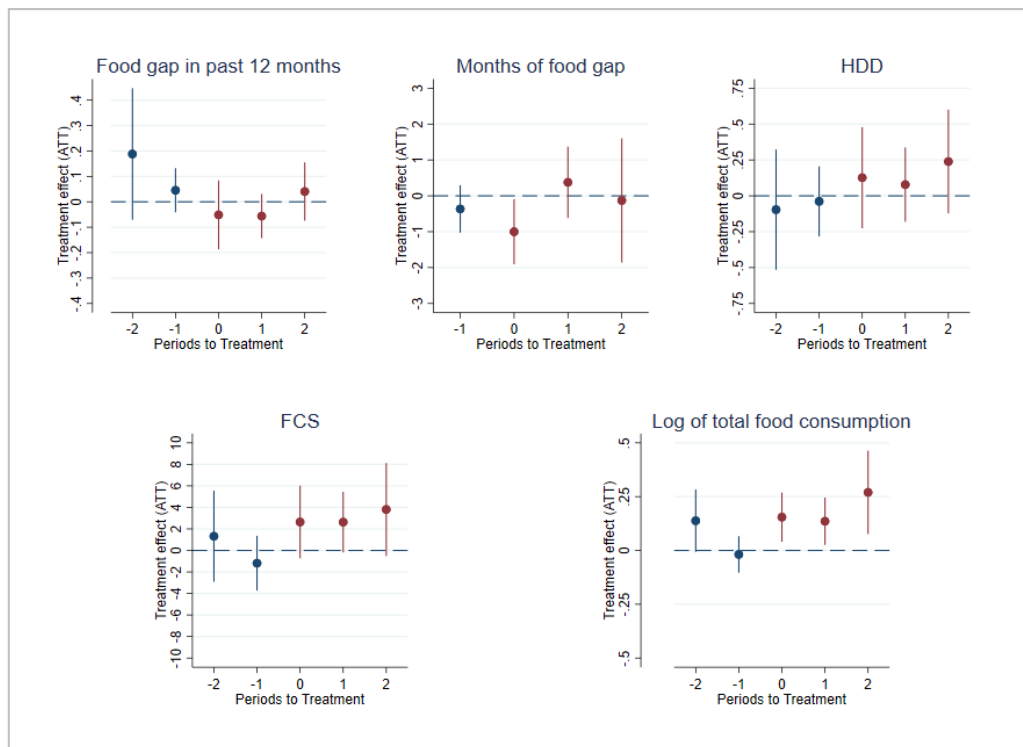 Food gap in past 12 months
Treatment effect (ATT)
.4
.3
.2
.1
0
-.1
-.2
-.3
-.4
-2 -1 0 1 2
Periods to Treatment
Months of food gap
Treatment effect (ATT)
3
2
1
0
-1
-2
-3
-1 0 1 2
Periods to Treatment
HDD
Treatment effect (ATT)
.75
.5
.25
0
-.25
-.5
-.75
-2 -1 0 1 2
Periods to Treatment
FCS
Treatment effect (ATT)
10
8
6
4
2
0
-2
-4
-6
-8
-10
-2 -1 0 1 2
Periods to Treatment
Log of total food consumption
Treatment effect (ATT)
.5
.25
0
-.25
-.5
-2 -1 0 1 2
Periods to Treatment